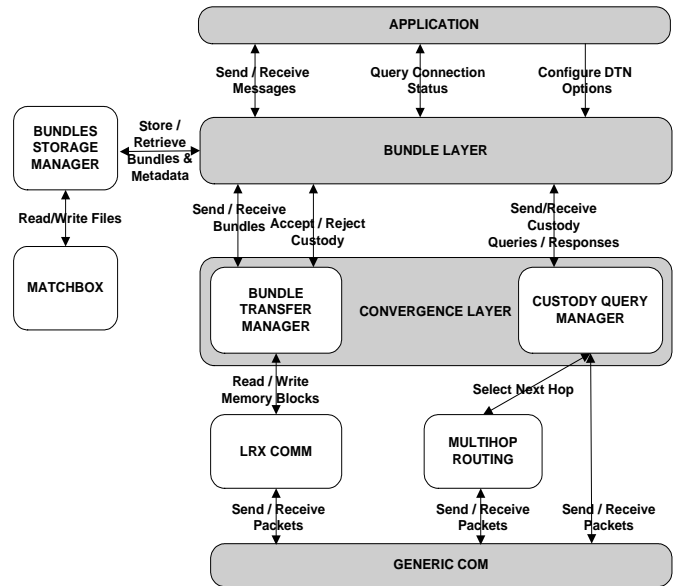 APPLICATION
Send / Receive
Messages
Query Connection
Status
Configure DTN
Options
BUNDLES
STORAGE
MANAGER
Store /
Retrieve
Bundles &
Metadata
BUNDLE LAYER
Read/Write Files
Send / Receive
Bundles
Accept / Reject
Custody
Send/Receive
Custody
Queries / Responses
MATCHBOX
BUNDLE
TRANSFER
MANAGER
CONVERGENCE LAYER
CUSTODY QUERY
MANAGER
Read / Write
Memory Blocks
Select Next Hop
LRX COMM
MULTIHOP
ROUTING
Send / Receive
Packets
Send / Receive
Packets
Send / Receive
Packets
GENERIC COM